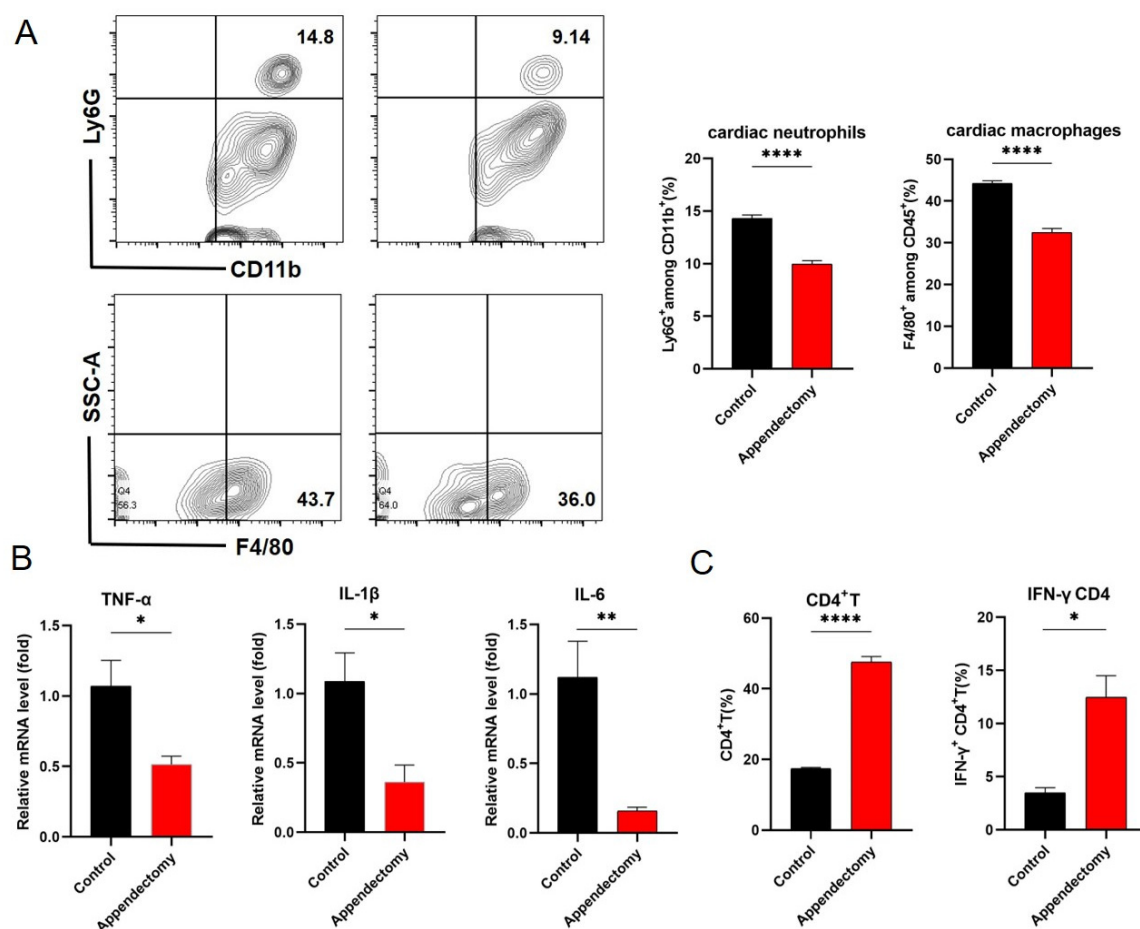 A
14.8
9.14
Ly6G
CD11b
cardiac neutrophils
****
Ly6G⁺among CD11b⁺(%)
20
15
10
5
0
Control
Appendectomy
cardiac macrophages
****
F4/80⁺ among CD45⁺(%)
50
40
30
20
10
0
Control
Appendectomy
SSC-A
Q4
56.3
43.7
Q4
64.0
36.0
F4/80
B
TNF-α
*
Relative mRNA level (fold)
1.5
1.0
0.5
0.0
Control
Appendectomy
IL-1β
*
Relative mRNA level (fold)
1.5
1.0
0.5
0.0
Control
Appendectomy
IL-6
**
Relative mRNA level (fold)
1.5
1.0
0.5
0.0
Control
Appendectomy
C
CD4⁺T
****
CD4⁺T(%)
60
40
20
0
Control
Appendectomy
IFN-γ CD4
*
IFN-γ⁺ CD4⁺T(%)
20
15
10
5
0
Control
Appendectomy